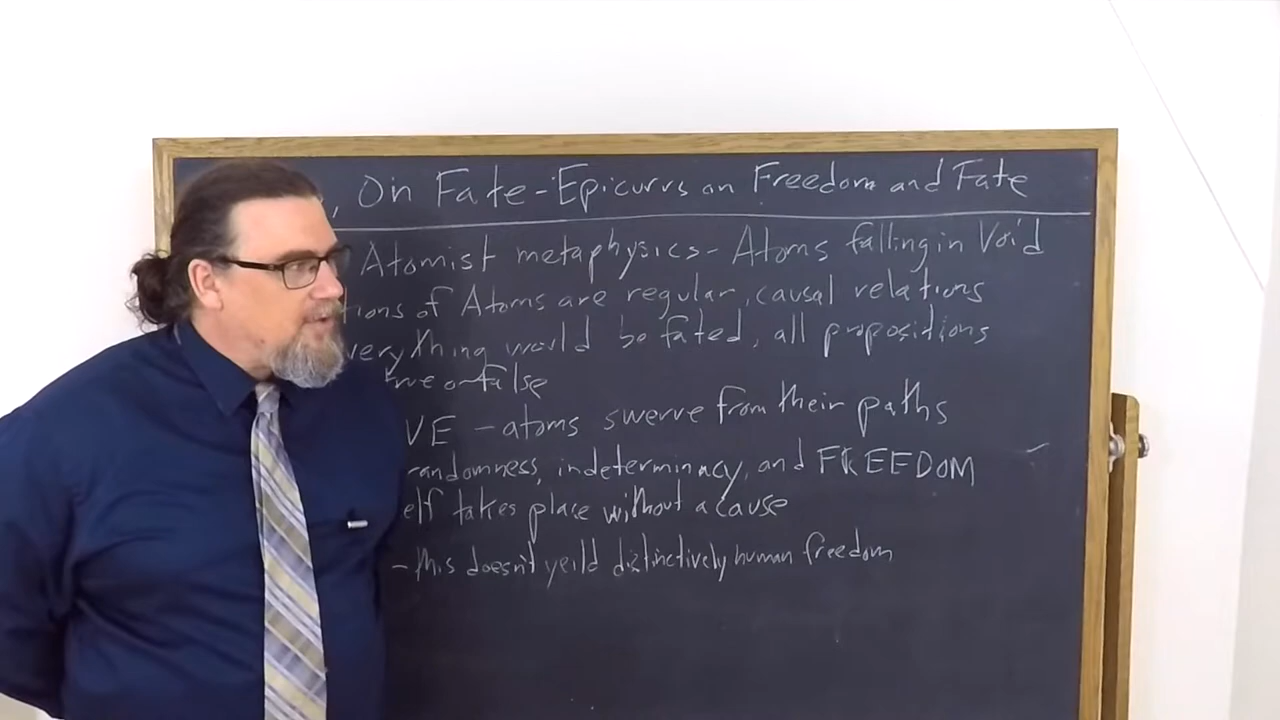 , On Fate - Epicurus on Freedom and Fate
Atomist metaphysics - Atoms falling in Void
tions of Atoms are regular, causal relations
verything would be fated, all propositions
true or false
VE - atoms swerve from their paths
randomness, indeterminacy, and FREEDOM
elf takes place without a cause
- this doesn't yeild distinctively human freedom